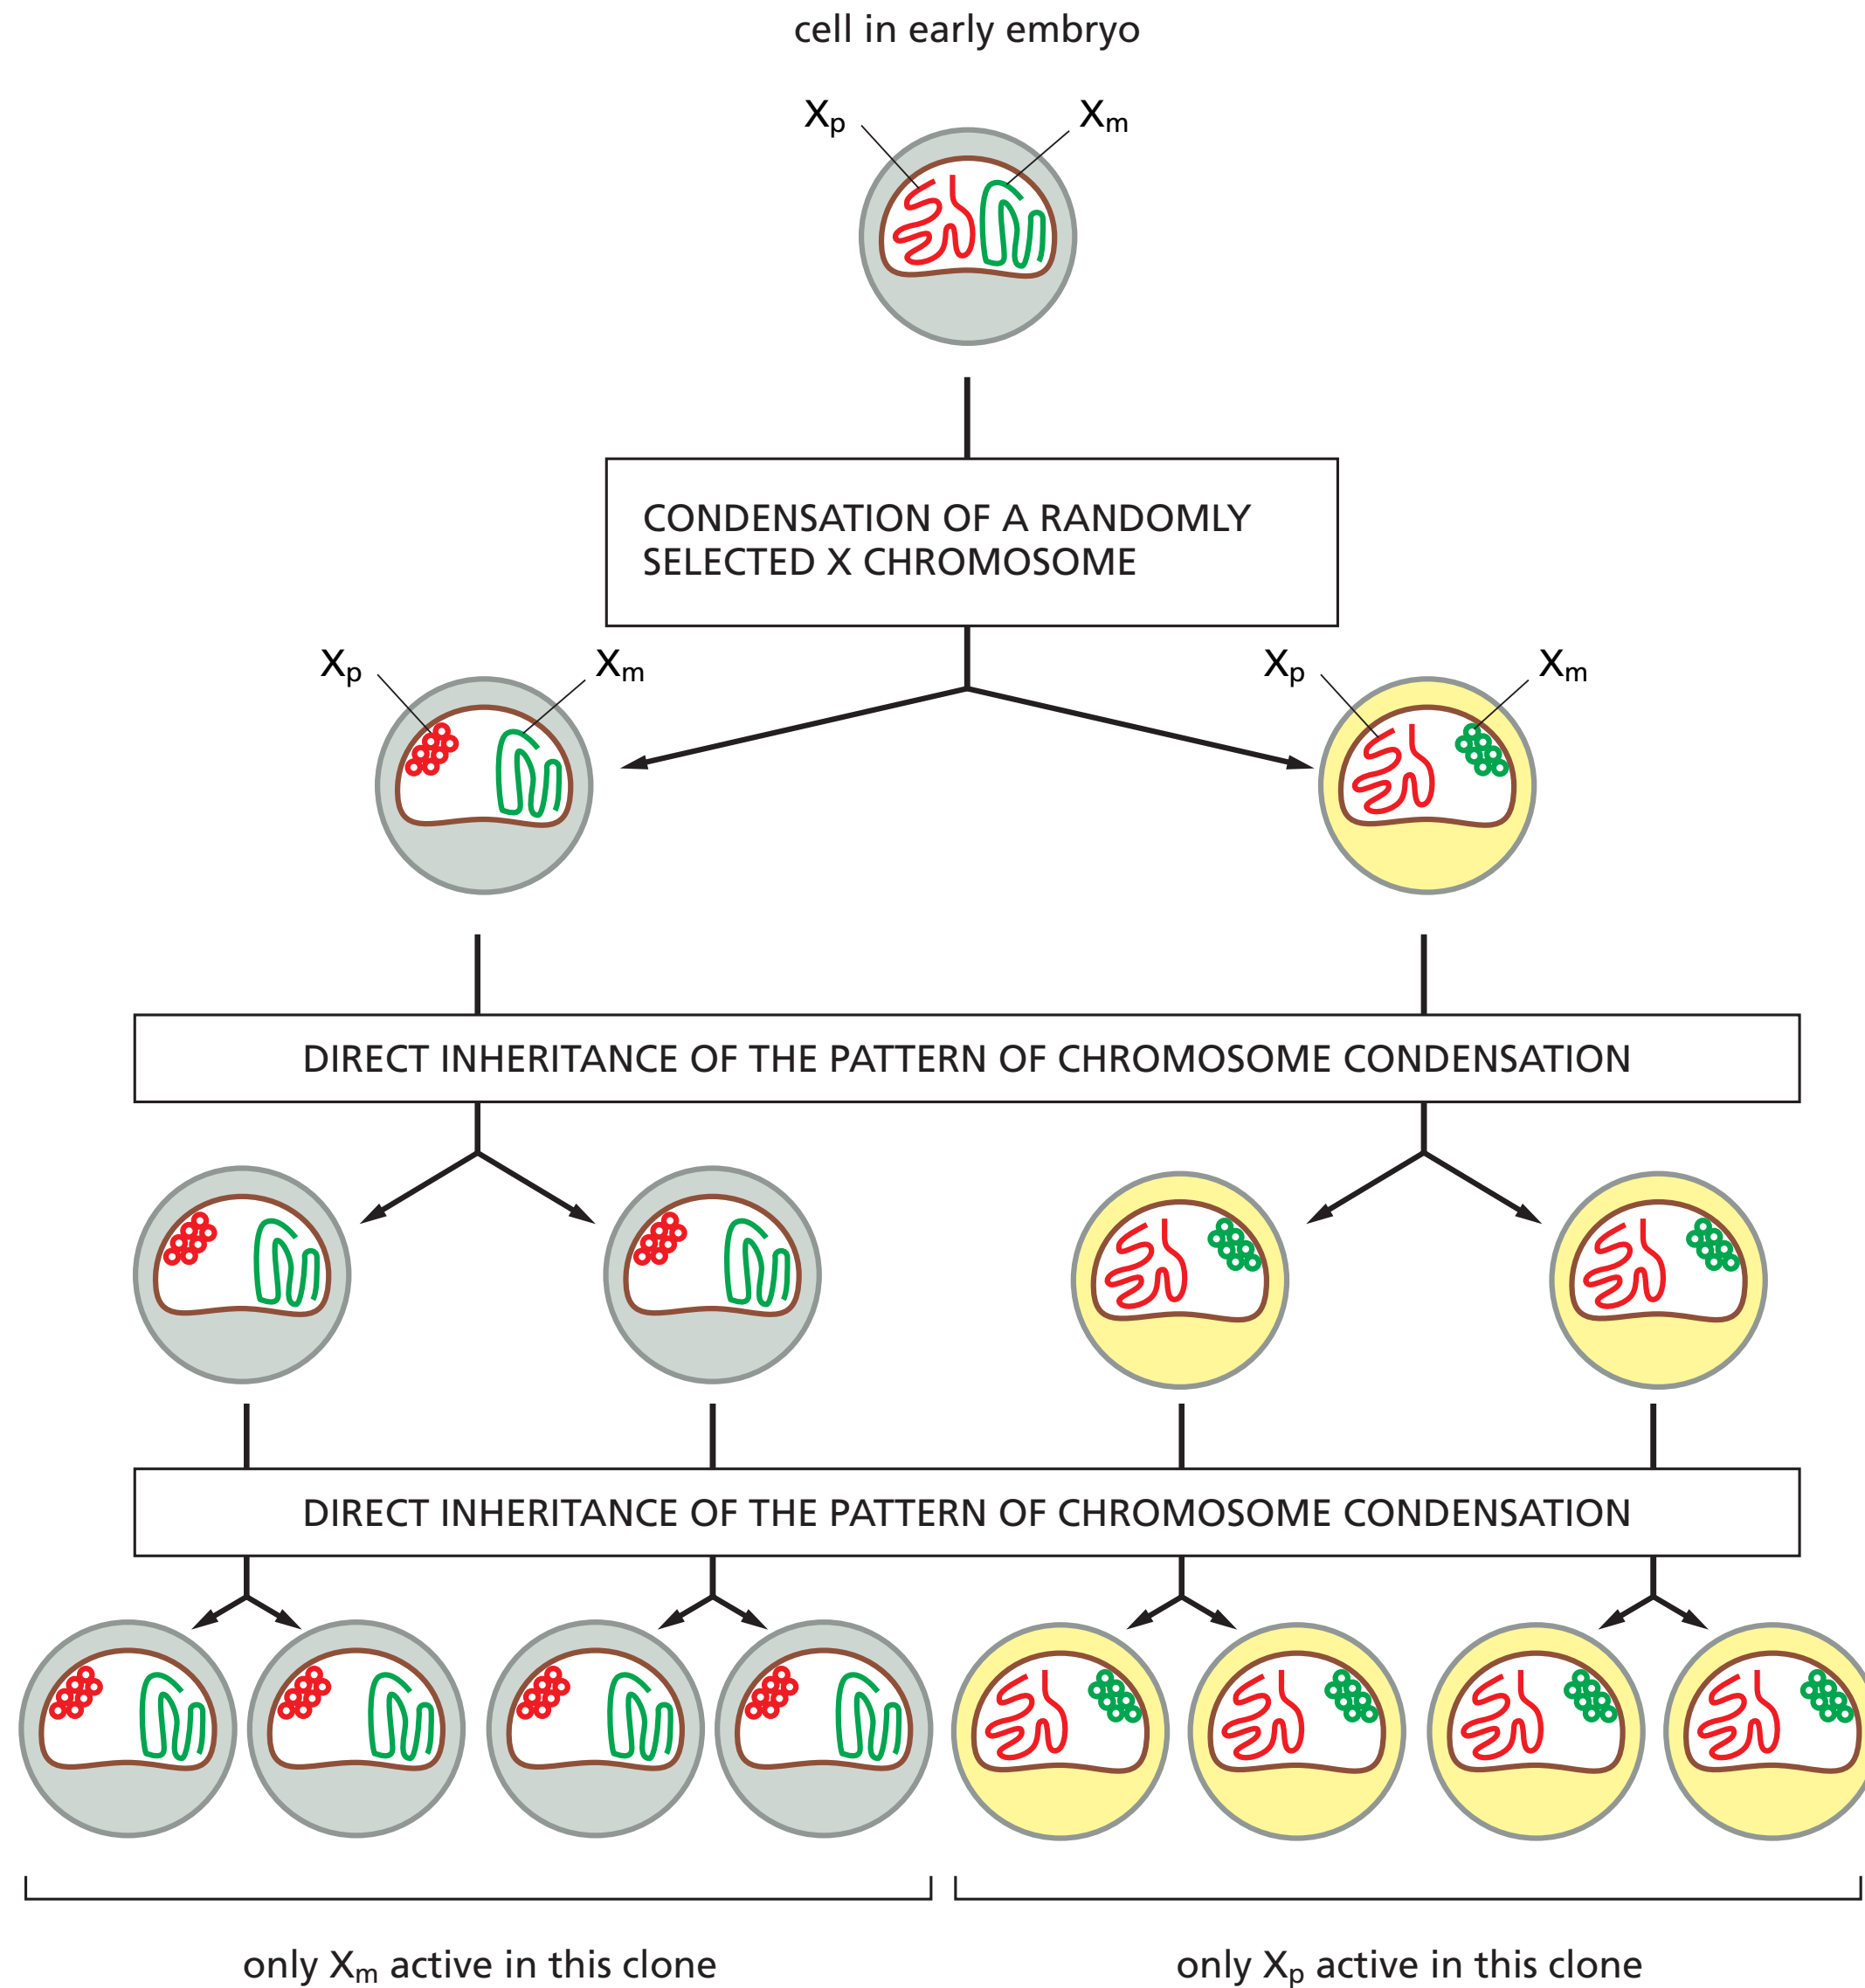 cell in early embryo
Xp
Xm
CONDENSATION OF A RANDOMLY
SELECTED X CHROMOSOME
Xp
Xm
Xp
Xm
DIRECT INHERITANCE OF THE PATTERN OF CHROMOSOME CONDENSATION
DIRECT INHERITANCE OF THE PATTERN OF CHROMOSOME CONDENSATION
only Xm active in this clone
only Xp active in this clone